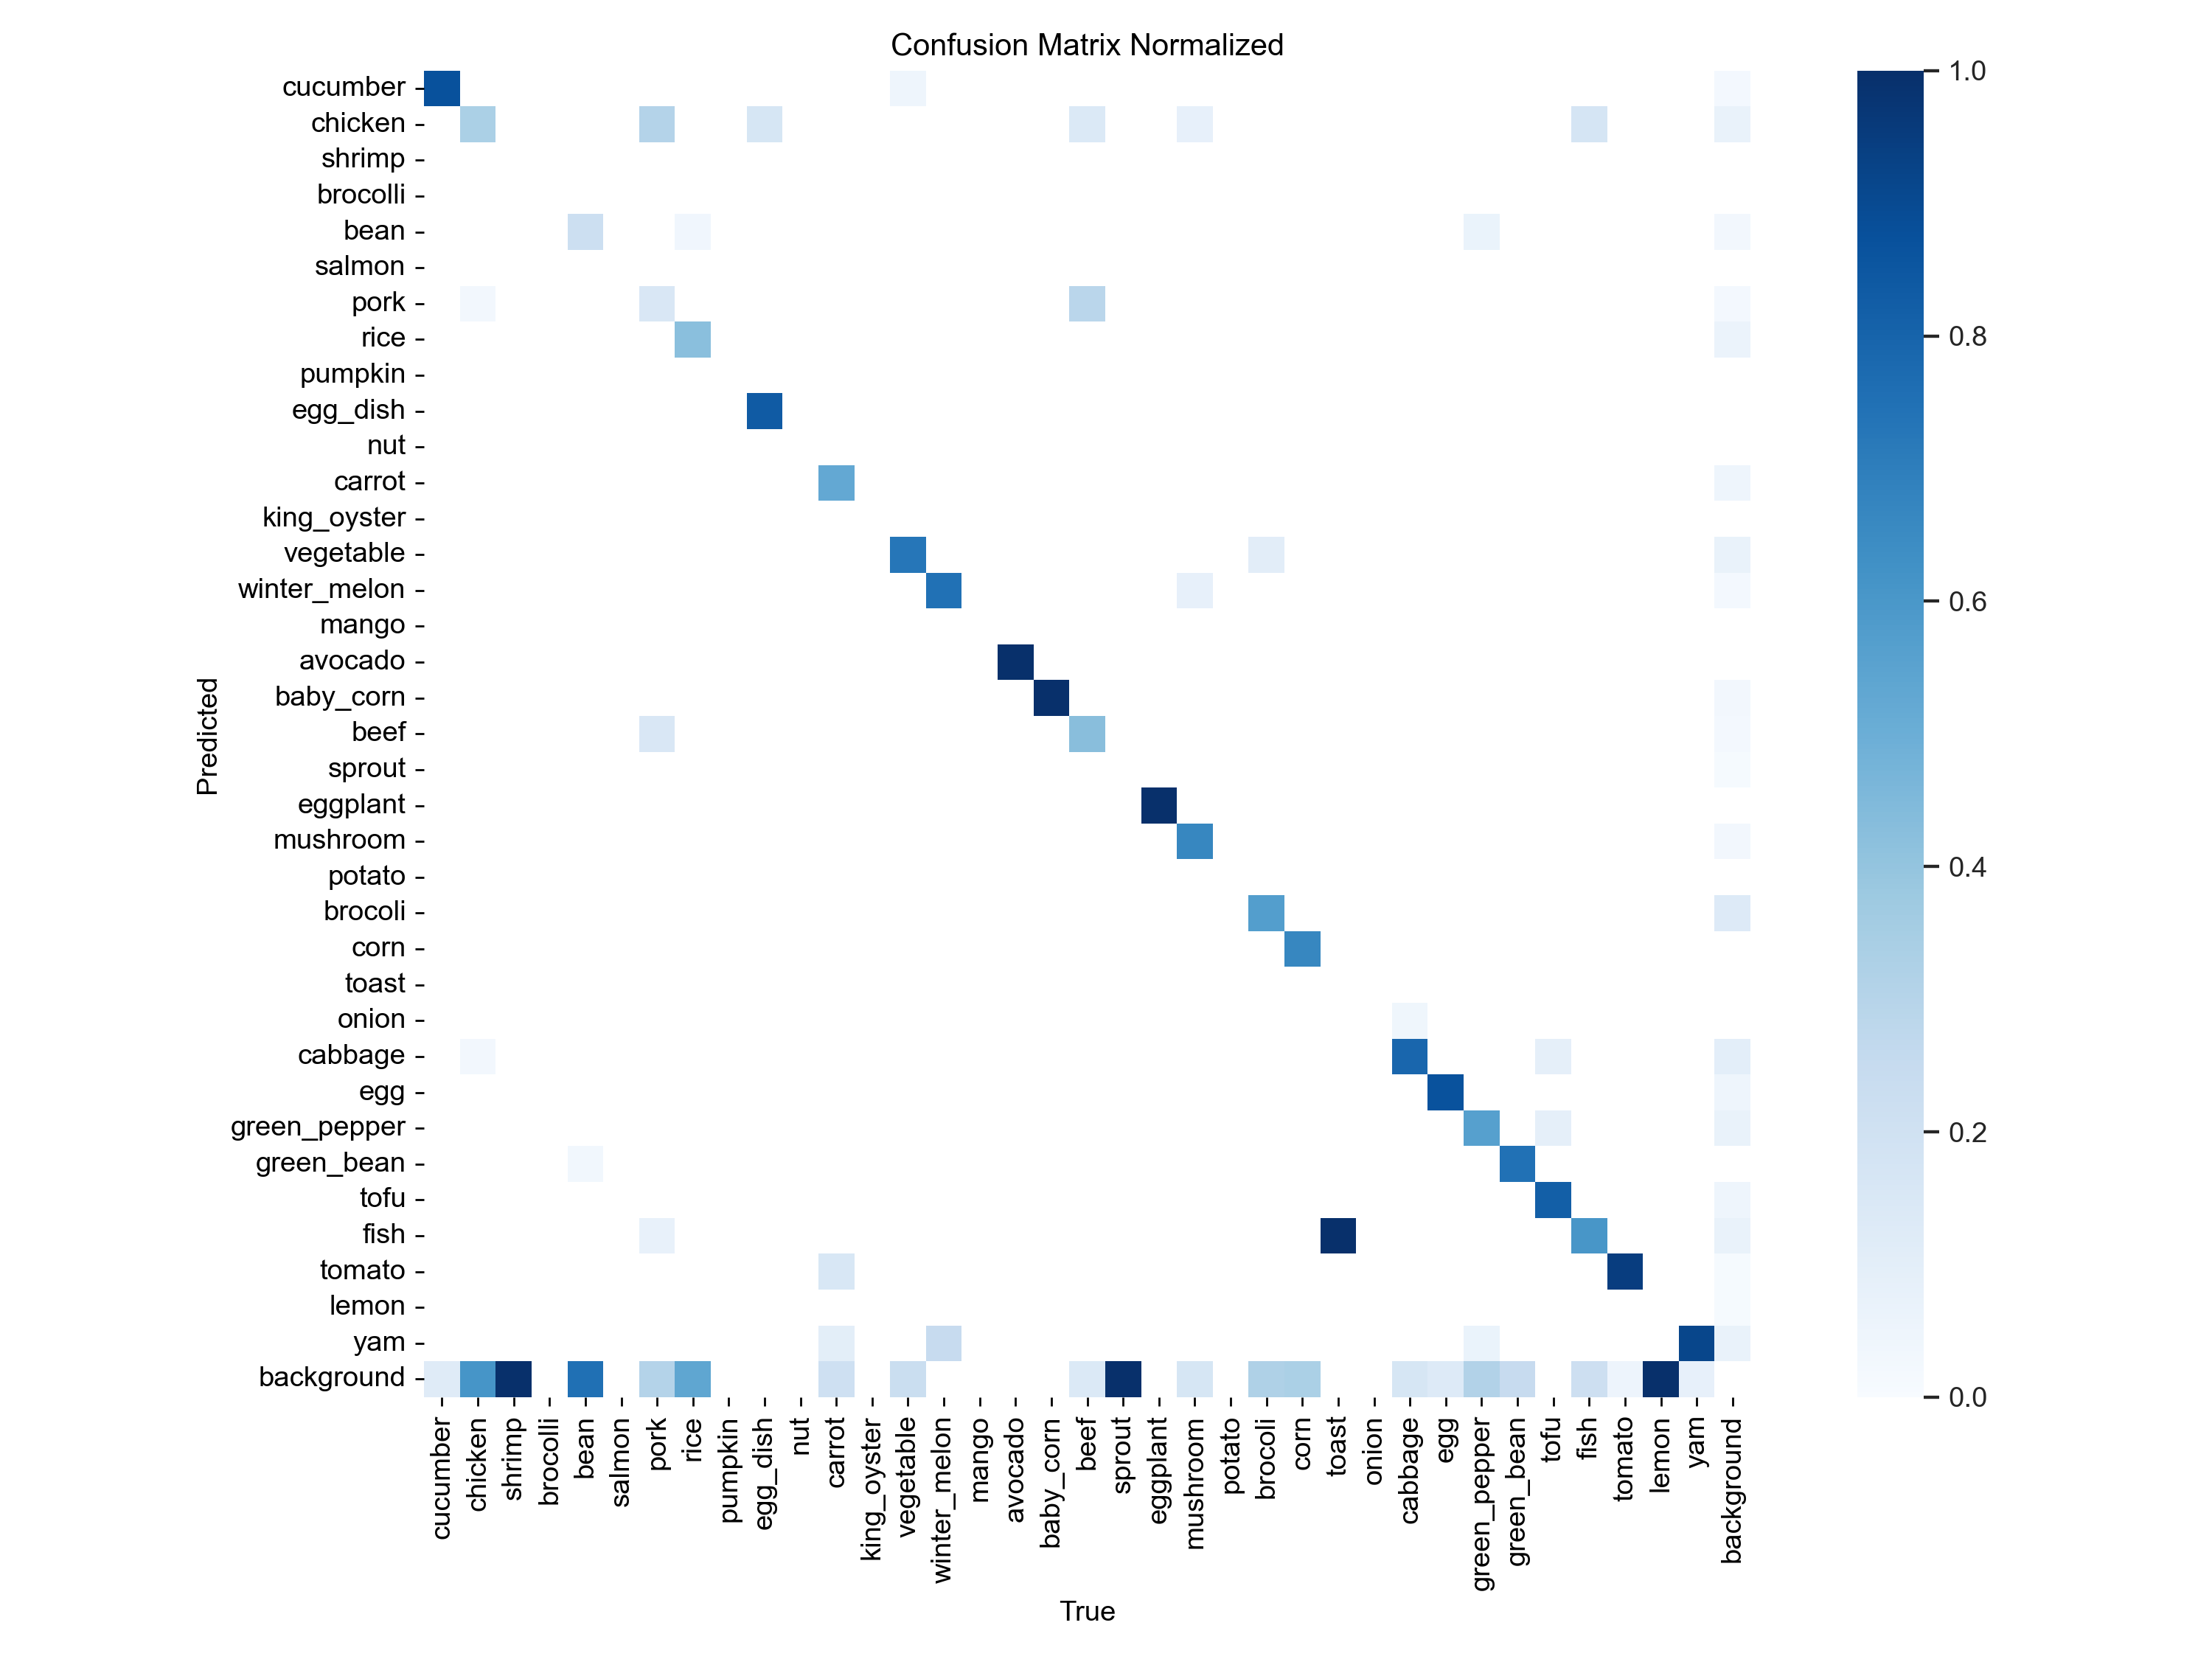 Confusion Matrix Normalized
cucumber
chicken
shrimp
brocolli
bean
salmon
pork
rice
pumpkin
egg_dish
nut
carrot
king_oyster
vegetable
winter_melon
mango
avocado
baby_corn
beef
sprout
eggplant
mushroom
potato
brocoli
corn
toast
onion
cabbage
egg
green_pepper
green_bean
tofu
fish
tomato
lemon
yam
background
Predicted
cucumber
chicken
shrimp
brocolli
bean
salmon
pork
rice
pumpkin
egg_dish
nut
carrot
king_oyster
vegetable
winter_melon
mango
avocado
baby_corn
beef
sprout
eggplant
mushroom
potato
brocoli
corn
toast
onion
cabbage
egg
green_pepper
green_bean
tofu
fish
tomato
lemon
yam
background
True
1.0
0.8
0.6
0.4
0.2
0.0